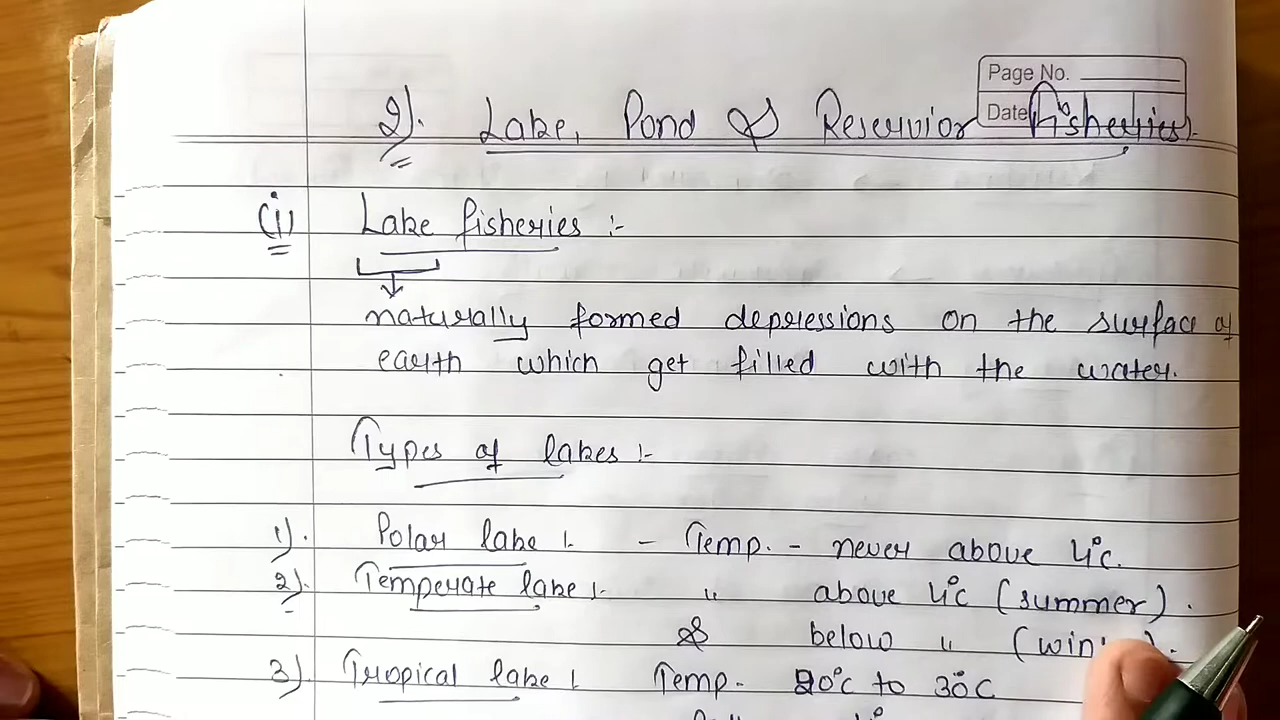 Page No.
Date
2). Lake, Pond & Reservior Fisheries.
(i) Lake fisheries :-
naturally formed depressions on the surface of
earth which get filled with the water.
Types of lakes :-
1). Polar lake :- - Temp. - never above 4°c.
2). Temperate lake :- " above 4°c (summer).
& below "
3). Tropical lake :- Temp. 20°c to 30°C